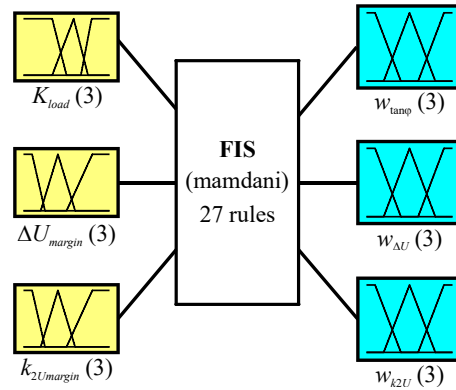 K_load (3)
ΔU_margin (3)
k_2Umargin (3)
FIS
(mamdani)
27 rules
w_tanφ (3)
w_ΔU (3)
w_k2U (3)